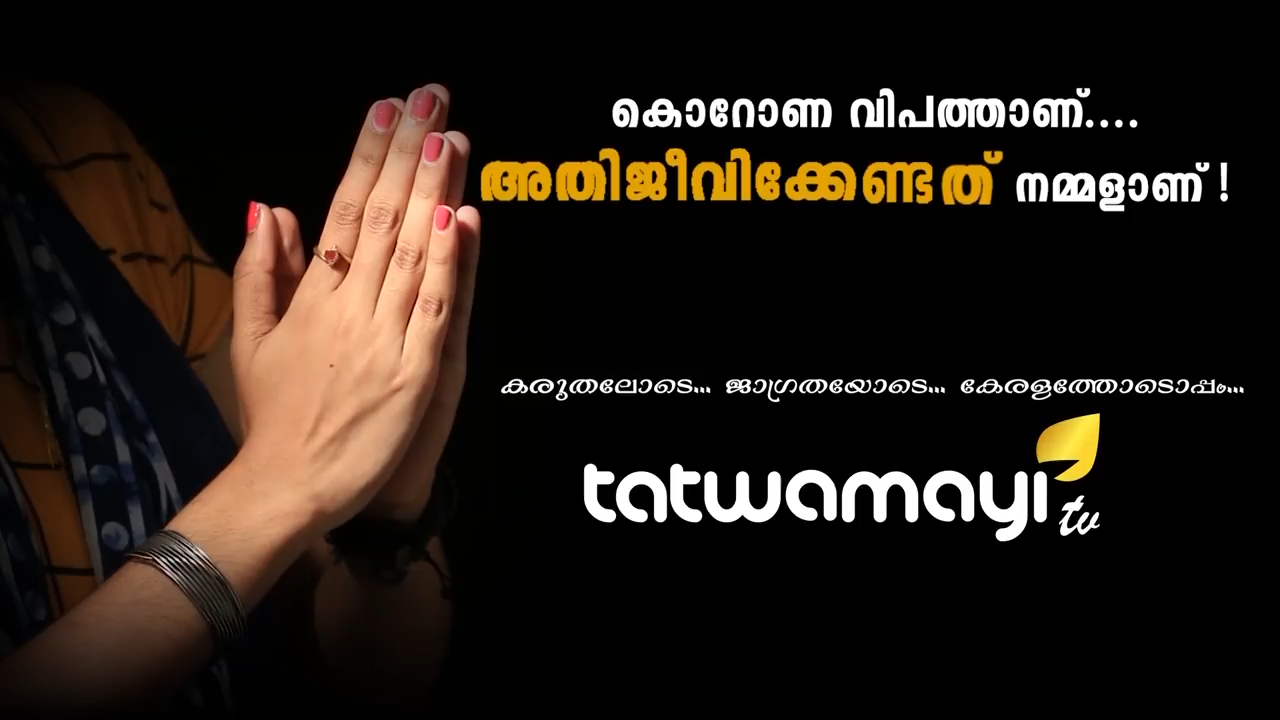 കൊറോണ വിപത്താണ്....
അതിജീവിക്കേണ്ടത് നമ്മളാണ് !
കരുതലോടെ... ജാഗ്രതയോടെ... കേരളത്തോടൊപ്പം...
tatwamayi
tv